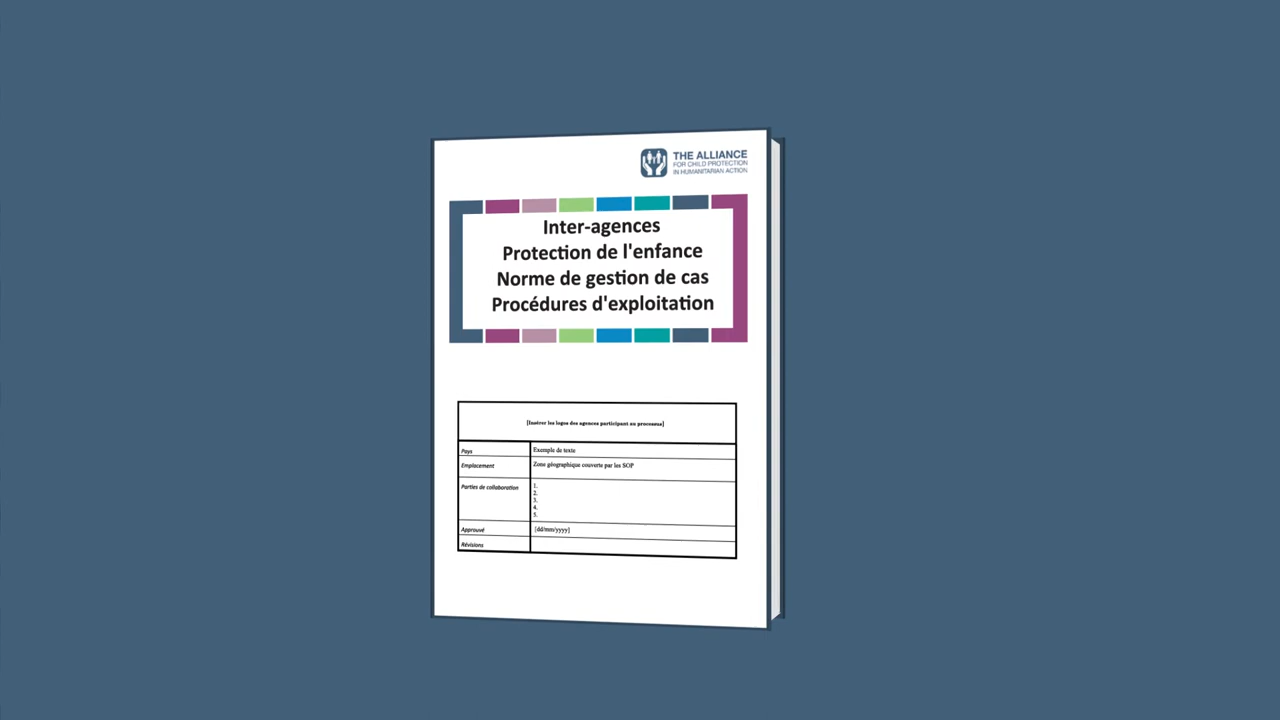 THE ALLIANCE
FOR CHILD PROTECTION
IN HUMANITARIAN ACTION
Inter-agences
Protection de l'enfance
Norme de gestion de cas
Procédures d'exploitation
[Insérer les logos des agences participant au processus]
Pays
Exemple de texte
Emplacement
Zone géographique couverte par les SOP
Parties de collaboration
1.
2.
3.
4.
5.
Approuvé
[dd/mm/yyyy]
Révisions